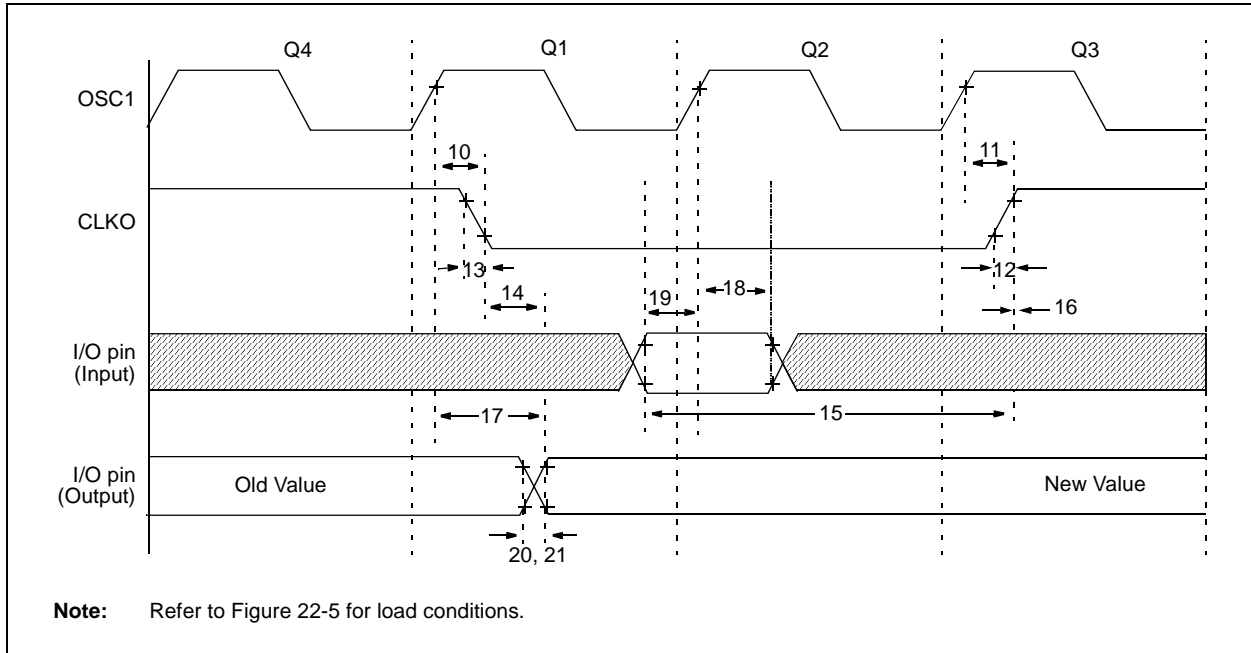 Q4 Q1 Q2 Q3
OSC1
10 11
CLKO
13 12
14
19 18
16
I/O pin
(Input)
17 15
I/O pin
(Output)
Old Value New Value
20, 21
Note: Refer to Figure 22-5 for load conditions.